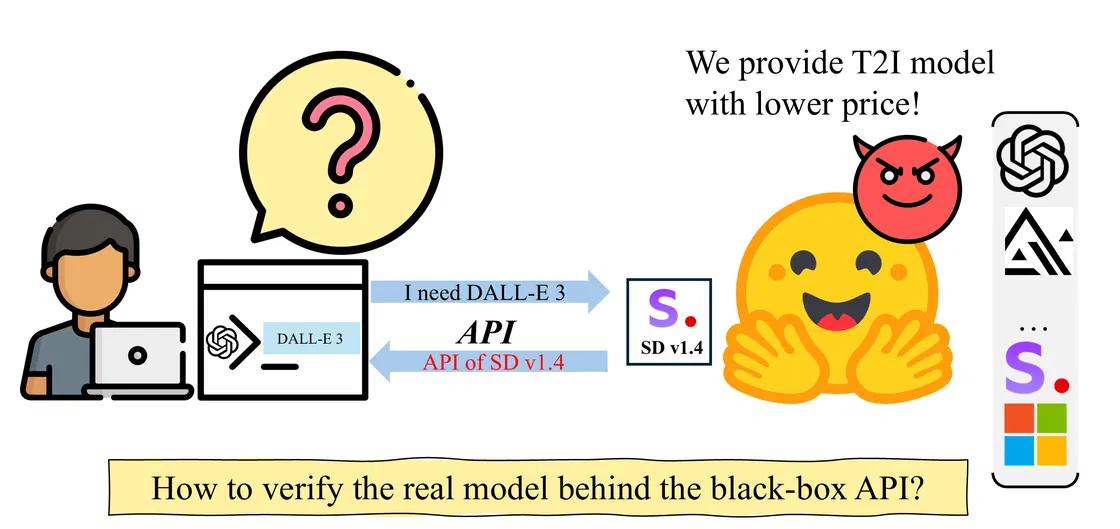 We provide T2I model
with lower price!
I need DALL-E 3
API
API of SD v1.4
DALL-E 3
S.
SD v1.4
...
S.
How to verify the real model behind the black-box API?